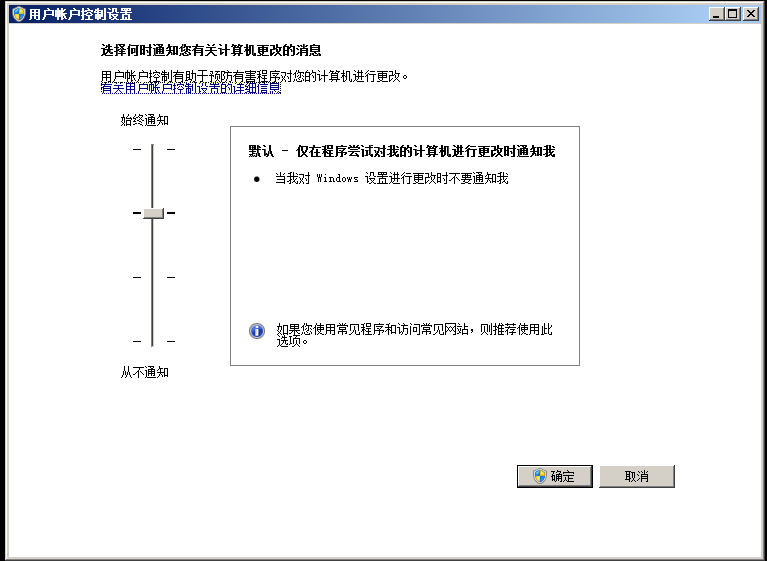 用户帐户控制设置
选择何时通知您有关计算机更改的消息
用户帐户控制有助于预防有害程序对您的计算机进行更改。
有关用户帐户控制设置的详细信息
始终通知
默认 - 仅在程序尝试对我的计算机进行更改时通知我
● 当我对 Windows 设置进行更改时不要通知我
如果您使用常见程序和访问常见网站，则推荐使用此
选项。
从不通知
确定
取消